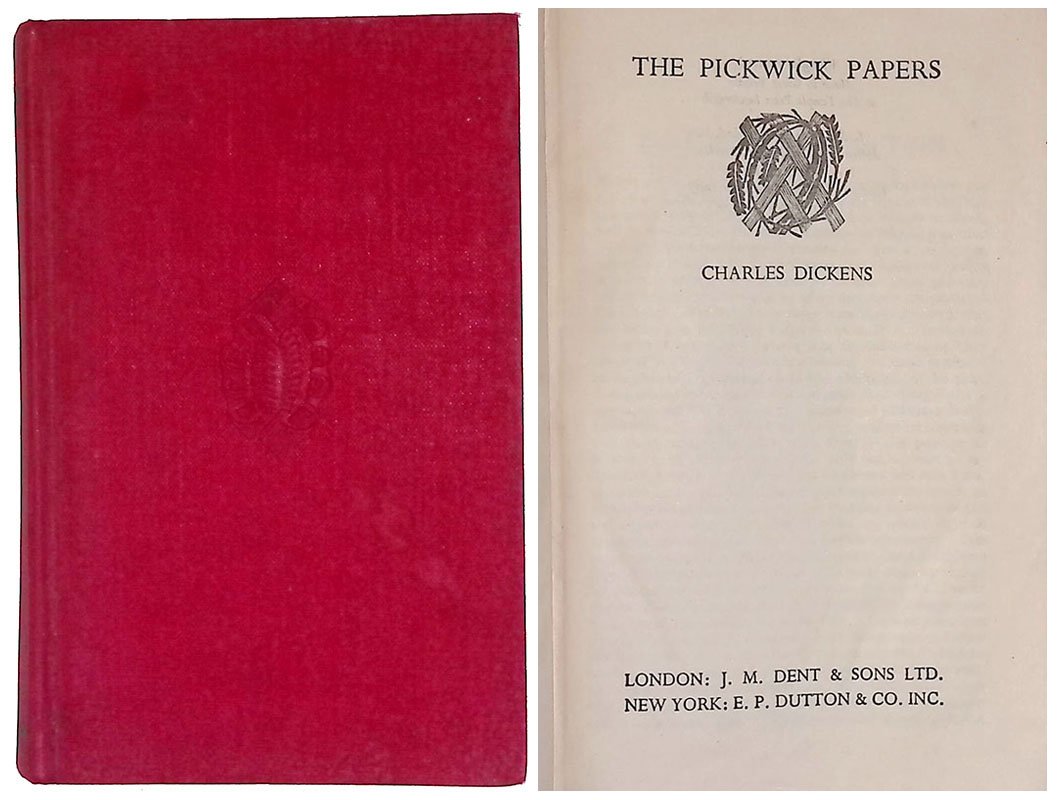 THE PICKWICK PAPERS
CHARLES DICKENS
LONDON: J. M. DENT & SONS LTD.
NEW YORK: E. P. DUTTON & CO. INC.